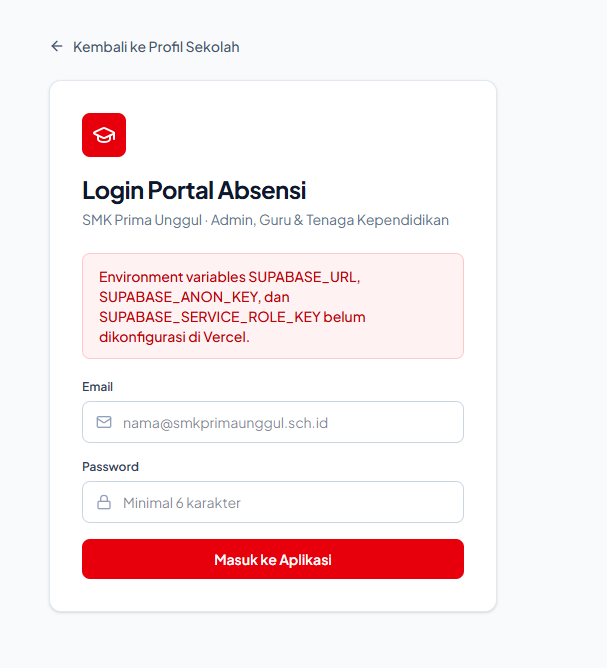 Kembali ke Profil Sekolah
Login Portal Absensi
SMK Prima Unggul · Admin, Guru & Tenaga Kependidikan
Environment variables SUPABASE_URL,
SUPABASE_ANON_KEY, dan
SUPABASE_SERVICE_ROLE_KEY belum
dikonfigurasi di Vercel.
Email
nama@smkprimaunggul.sch.id
Password
Minimal 6 karakter
Masuk ke Aplikasi